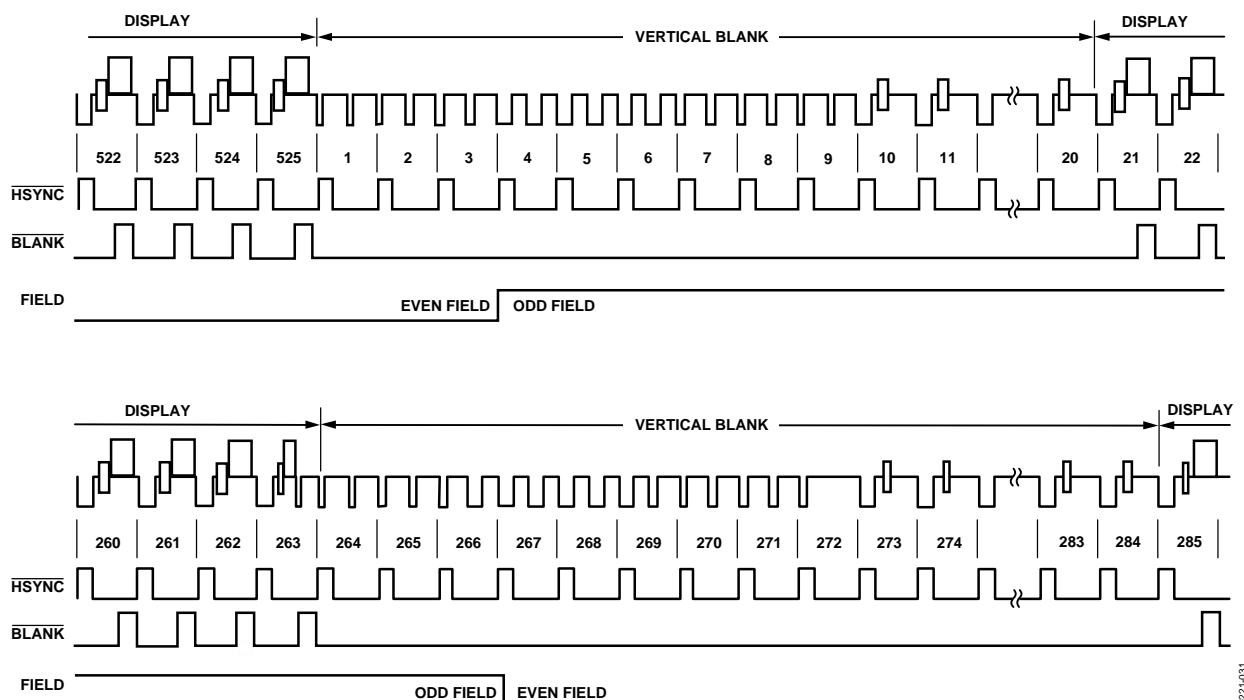 DISPLAY DISPLAY
VERTICAL BLANK
522 523 524 525 1 2 3 4 5 6 7 8 9 10 11 20 21 22
HSYNC
BLANK
FIELD
EVEN FIELD ODD FIELD
DISPLAY DISPLAY
VERTICAL BLANK
260 261 262 263 264 265 266 267 268 269 270 271 272 273 274 283 284 285
HSYNC
BLANK
FIELD
ODD FIELD EVEN FIELD